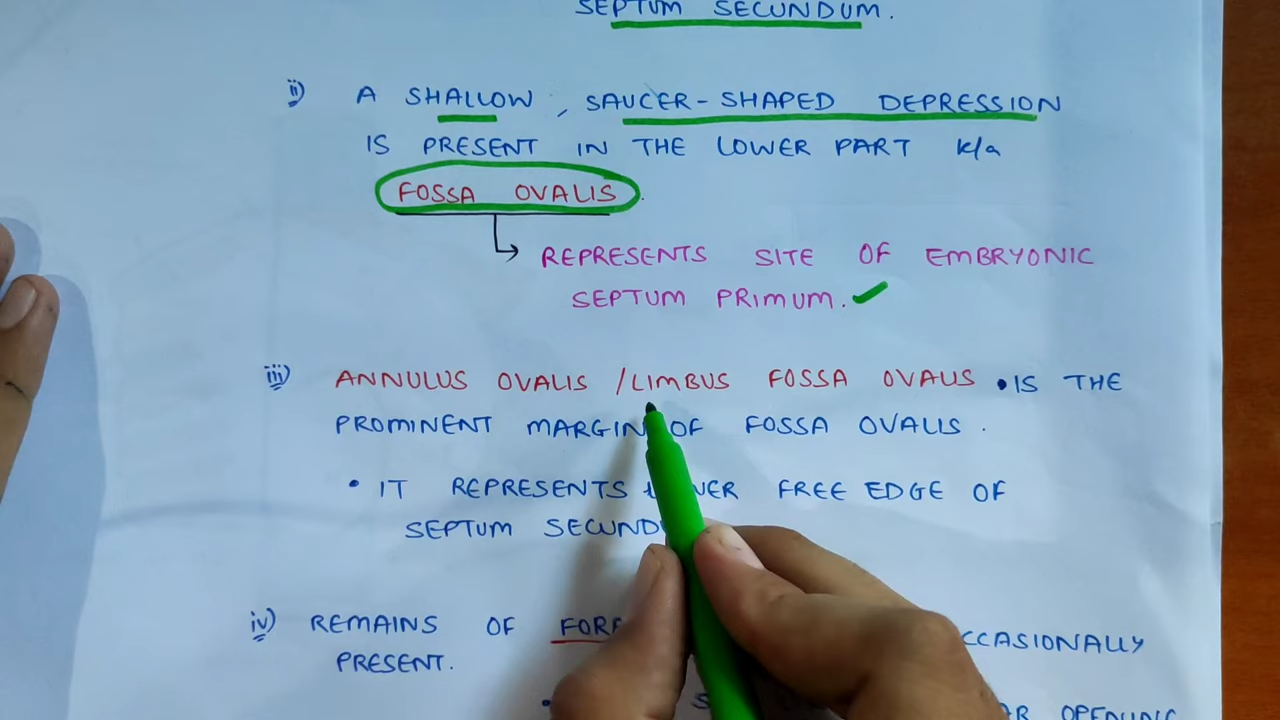 SEPTUM SECUNDUM.
ii) A SHALLOW, SAUCER-SHAPED DEPRESSION
IS PRESENT IN THE LOWER PART k/a
FOSSA OVALIS.
REPRESENTS SITE OF EMBRYONIC
SEPTUM PRIMUM.
iii) ANNULUS OVALIS / LIMBUS FOSSA OVALIS • IS THE
PROMINENT MARGIN OF FOSSA OVALIS.
• IT REPRESENTS FREE EDGE OF
SEPTUM
iv) REMAINS OF
PRESENT.
OPENING